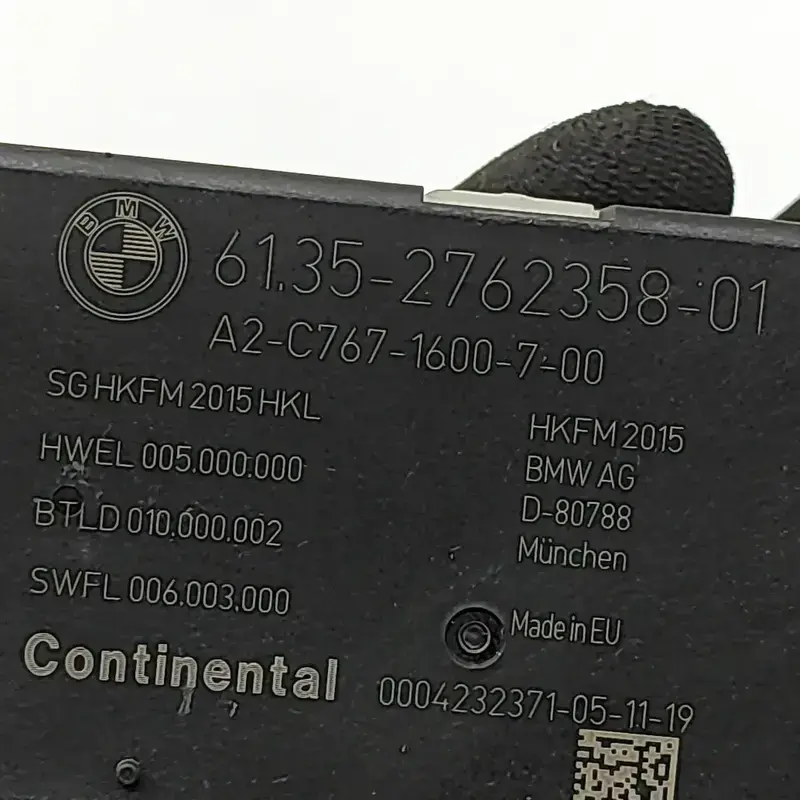 BMW
61.35-2762358-01
A2-C767-1600-7-00
SG HKFM 2015 HKL
HWEL 005.000.000
BTLD 010.000.002
SWFL 006.003.000
Continental
HKFM 2015
BMW AG
D-80788
München
Made in EU
0004232371-05-11-19